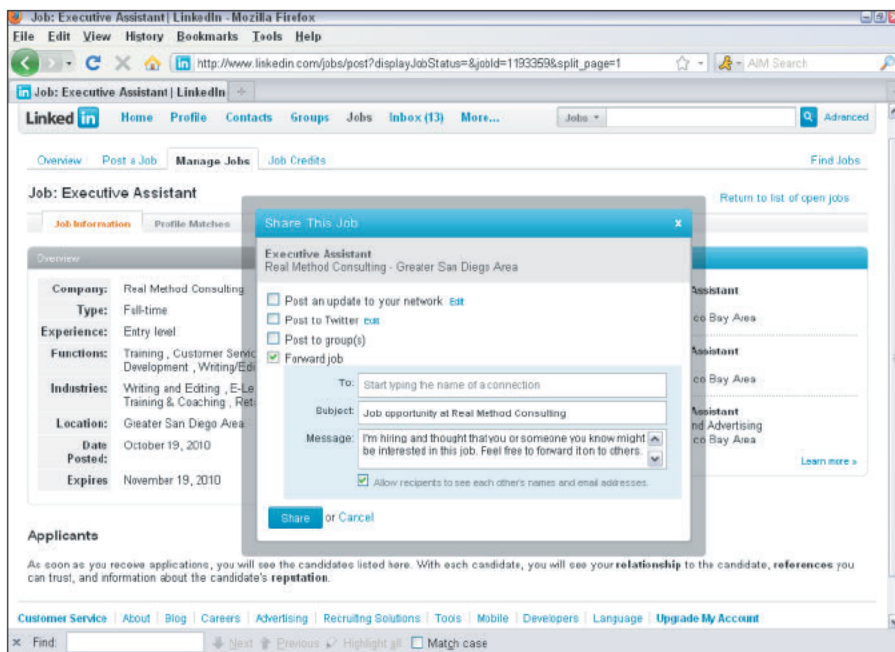 Job: Executive Assistant | LinkedIn - Mozilla Firefox
File Edit View History Bookmarks Tools Help
http://www.linkedin.com/jobs/post?displayJobStatus=&jobId=1193359&split_page=1 AIM Search
Job: Executive Assistant | LinkedIn
Linked in Home Profile Contacts Groups Jobs Inbox (13) More... Jobs Advanced
Overview Post a Job Manage Jobs Job Credits Find Jobs
Job: Executive Assistant
Return to list of open jobs
Job Information Profile Matches
Share This Job x
Overview
Executive Assistant
Real Method Consulting - Greater San Diego Area
Company: Real Method Consulting
Type: Full-time
Experience: Entry level
Functions: Training , Customer Servic
Development , Writing/Edi
Industries: Writing and Editing , E-Le
Training & Coaching , Ret
Location: Greater San Diego Area
Date Posted: October 19, 2010
Expires November 19, 2010
Post an update to your network Edit
Post to Twitter Edit
Post to group(s)
Forward job
To: Start typing the name of a connection
Subject: Job opportunity at Real Method Consulting
Message: I'm hiring and thought that you or someone you know might
be interested in this job. Feel free to forward it on to others.
Allow recipients to see each other's names and email addresses.
Share or Cancel
Assistant
co Bay Area
Assistant
co Bay Area
Assistant
nd Advertising
co Bay Area
Learn more »
Applicants
As soon as you receive applications, you will see the candidates listed here. With each candidate, you will see your relationship to the candidate, references you
can trust, and information about the candidate's reputation.
Customer Service | About | Blog | Careers | Advertising | Recruiting Solutions | Tools | Mobile | Developers | Language | Upgrade My Account
× Find: Next Previous Highlight all Match case